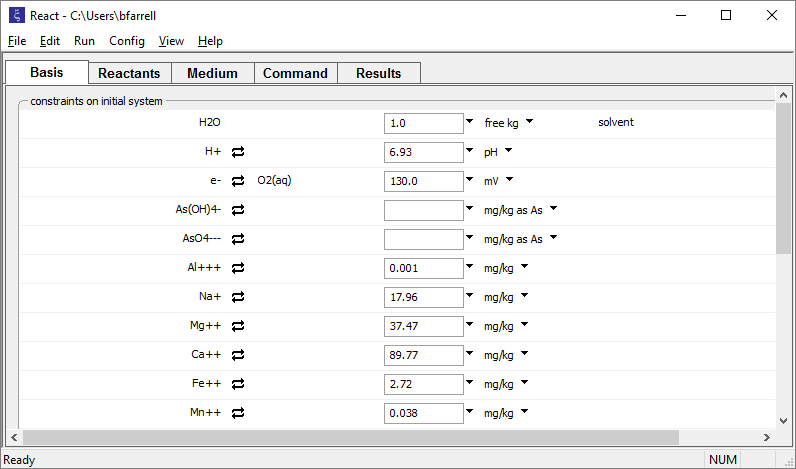 React - C:\Users\bfarrell
File Edit Run Config View Help
Basis Reactants Medium Command Results
constraints on initial system
H2O 1.0 free kg solvent
H+ 6.93 pH
e- O2(aq) 130.0 mV
As(OH)4- mg/kg as As
AsO4--- mg/kg as As
Al+++ 0.001 mg/kg
Na+ 17.96 mg/kg
Mg++ 37.47 mg/kg
Ca++ 89.77 mg/kg
Fe++ 2.72 mg/kg
Mn++ 0.038 mg/kg
Ready NUM